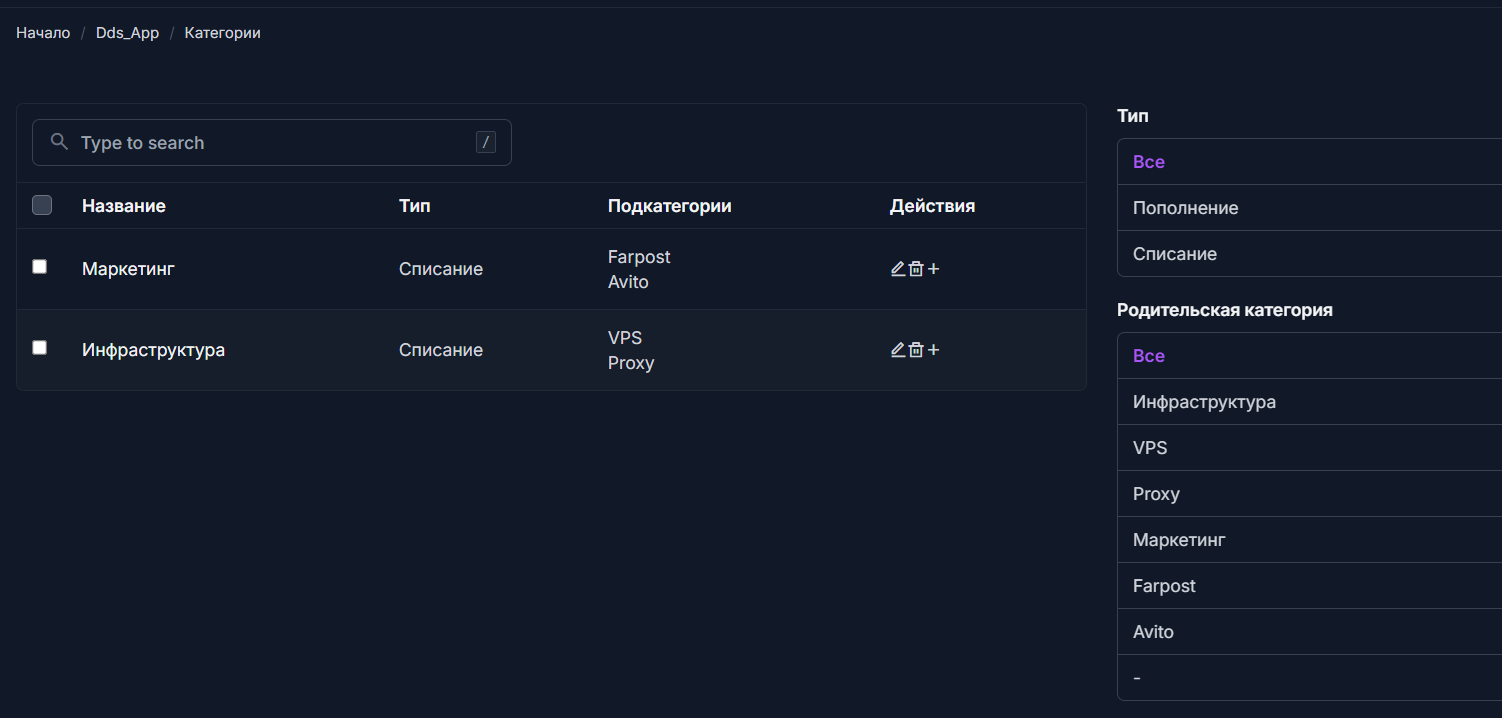 Начало / Dds_App / Категории
Type to search /
Название Тип Подкатегории Действия
Маркетинг Списание Farpost
Avito
Инфраструктура Списание VPS
Proxy
Тип
Все
Пополнение
Списание
Родительская категория
Все
Инфраструктура
VPS
Proxy
Маркетинг
Farpost
Avito
-